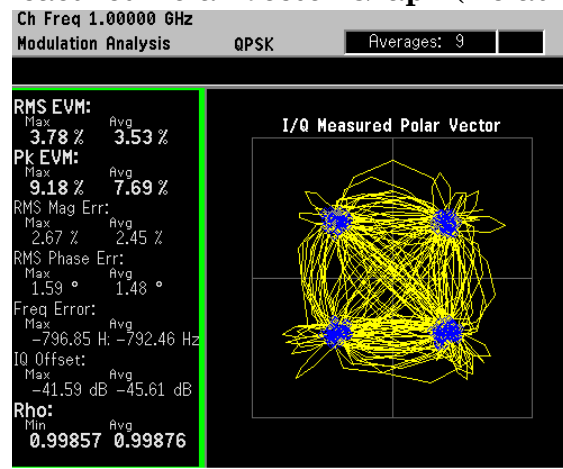 Ch Freq 1.00000 GHz
Modulation Analysis QPSK Averages: 9
RMS EVM:
Max Avg
3.78 % 3.53 %
Pk EVM:
Max Avg
9.18 % 7.69 %
RMS Mag Err:
Max Avg
2.67 % 2.45 %
RMS Phase Err:
Max Avg
1.59 ° 1.48 °
Freq Error:
Max Avg
-796.85 H: -792.46 Hz
IQ Offset:
Max Avg
-41.59 dB -45.61 dB
Rho:
Min Avg
0.99857 0.99876
I/Q Measured Polar Vector